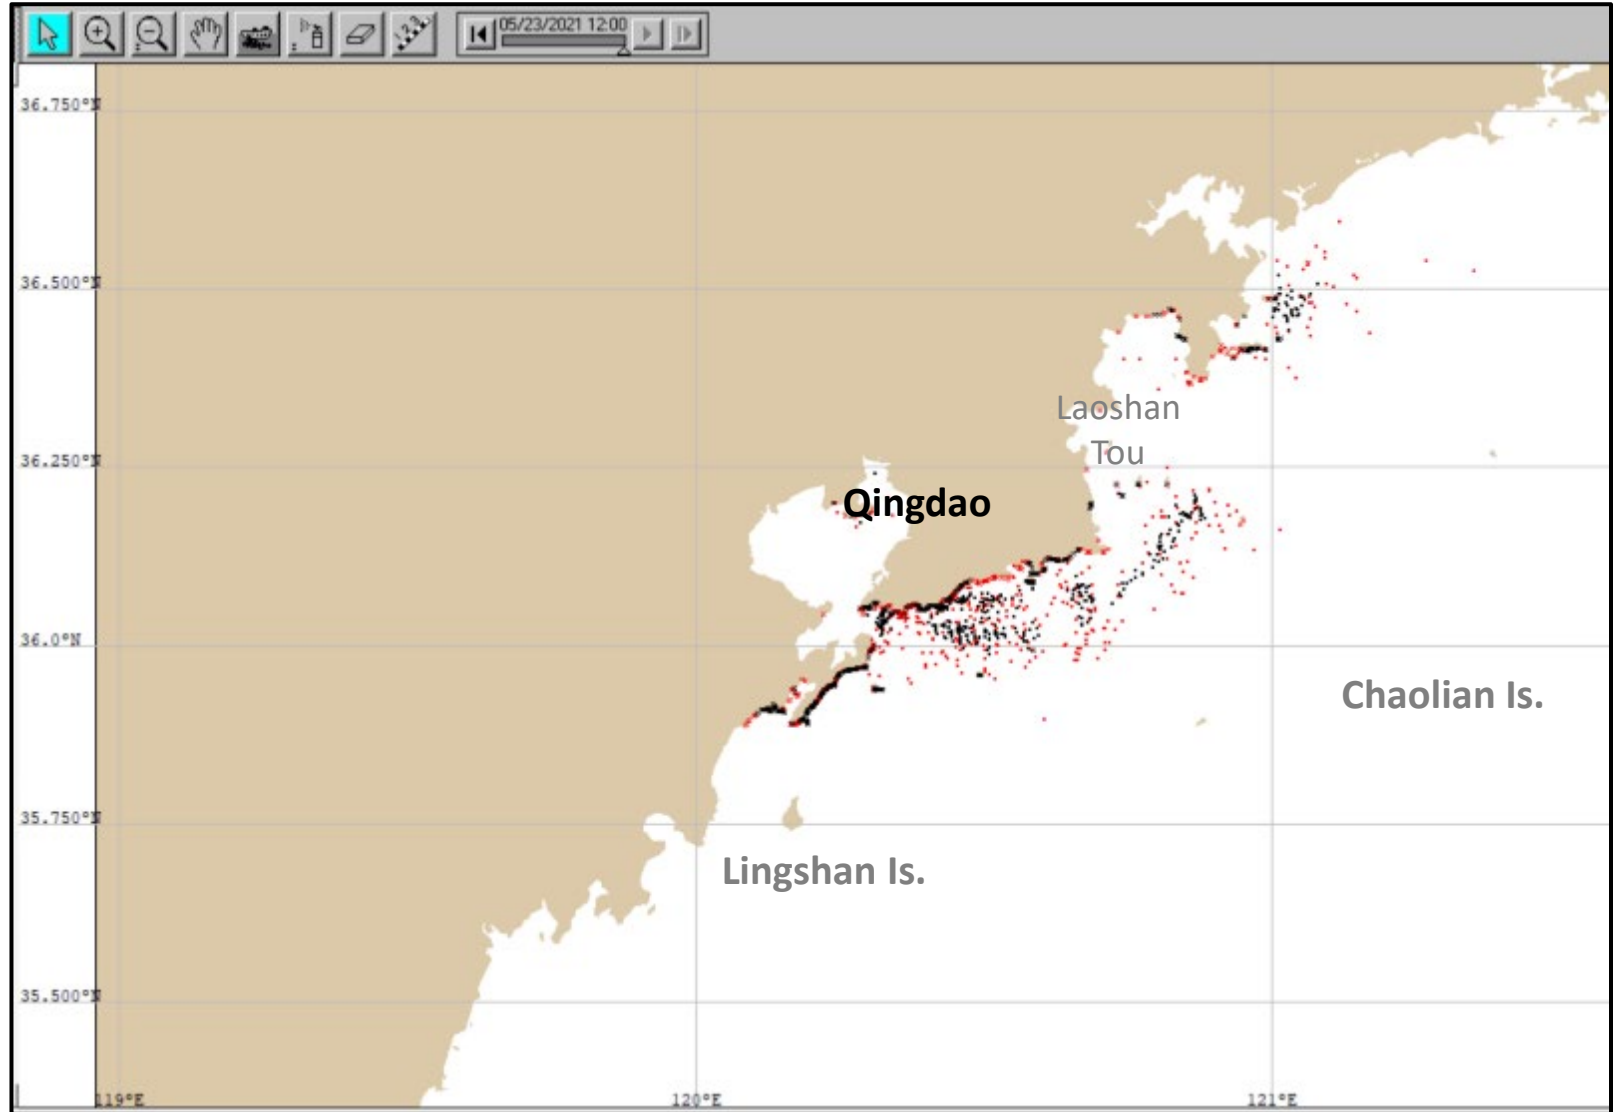 05/23/2021 12:00
36.750°N
36.500°N
Laoshan
Tou
36.250°N
Qingdao
36.0°N
Chaolian Is.
35.750°N
Lingshan Is.
35.500°N
119°E
120°E
121°E